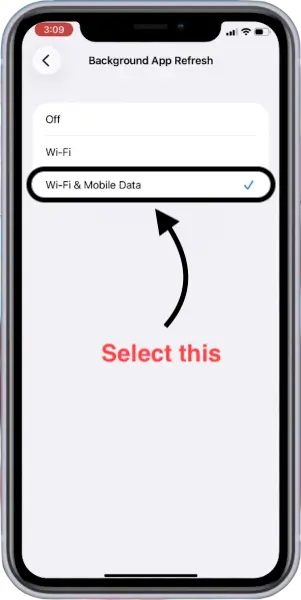 3:09
Background App Refresh
Off
Wi-Fi
Wi-Fi & Mobile Data
Select this